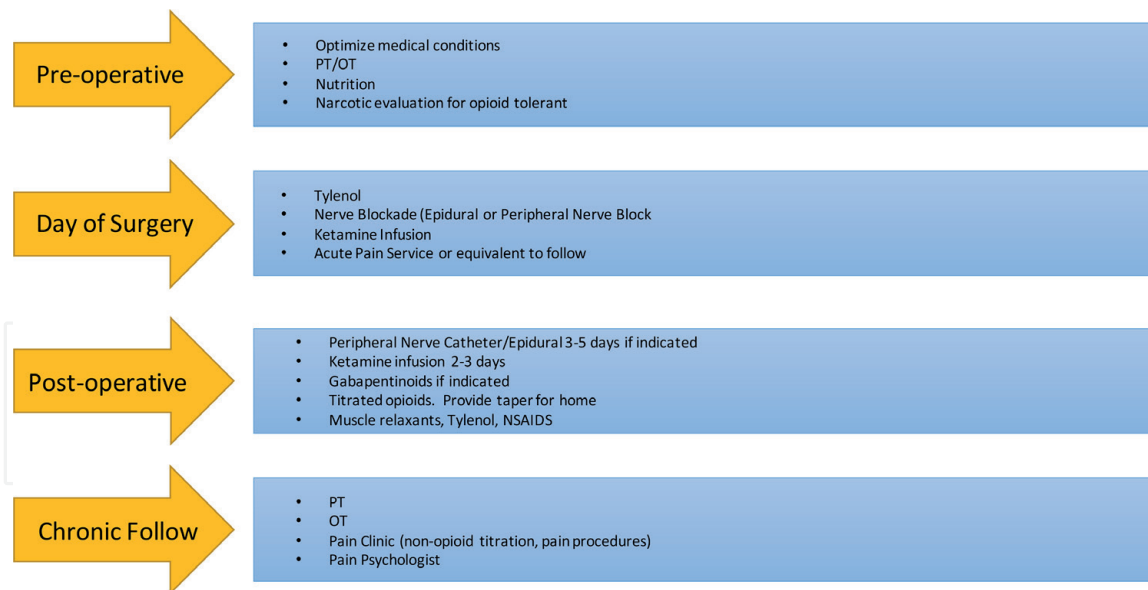 Pre-operative
• Optimize medical conditions
• PT/OT
• Nutrition
• Narcotic evaluation for opioid tolerant
Day of Surgery
• Tylenol
• Nerve Blockade (Epidural or Peripheral Nerve Block
• Ketamine Infusion
• Acute Pain Service or equivalent to follow
Post-operative
• Peripheral Nerve Catheter/Epidural 3-5 days if indicated
• Ketamine infusion 2-3 days
• Gabapentinoids if indicated
• Titrated opioids. Provide taper for home
• Muscle relaxants, Tylenol, NSAIDS
Chronic Follow
• PT
• OT
• Pain Clinic (non-opioid titration, pain procedures)
• Pain Psychologist